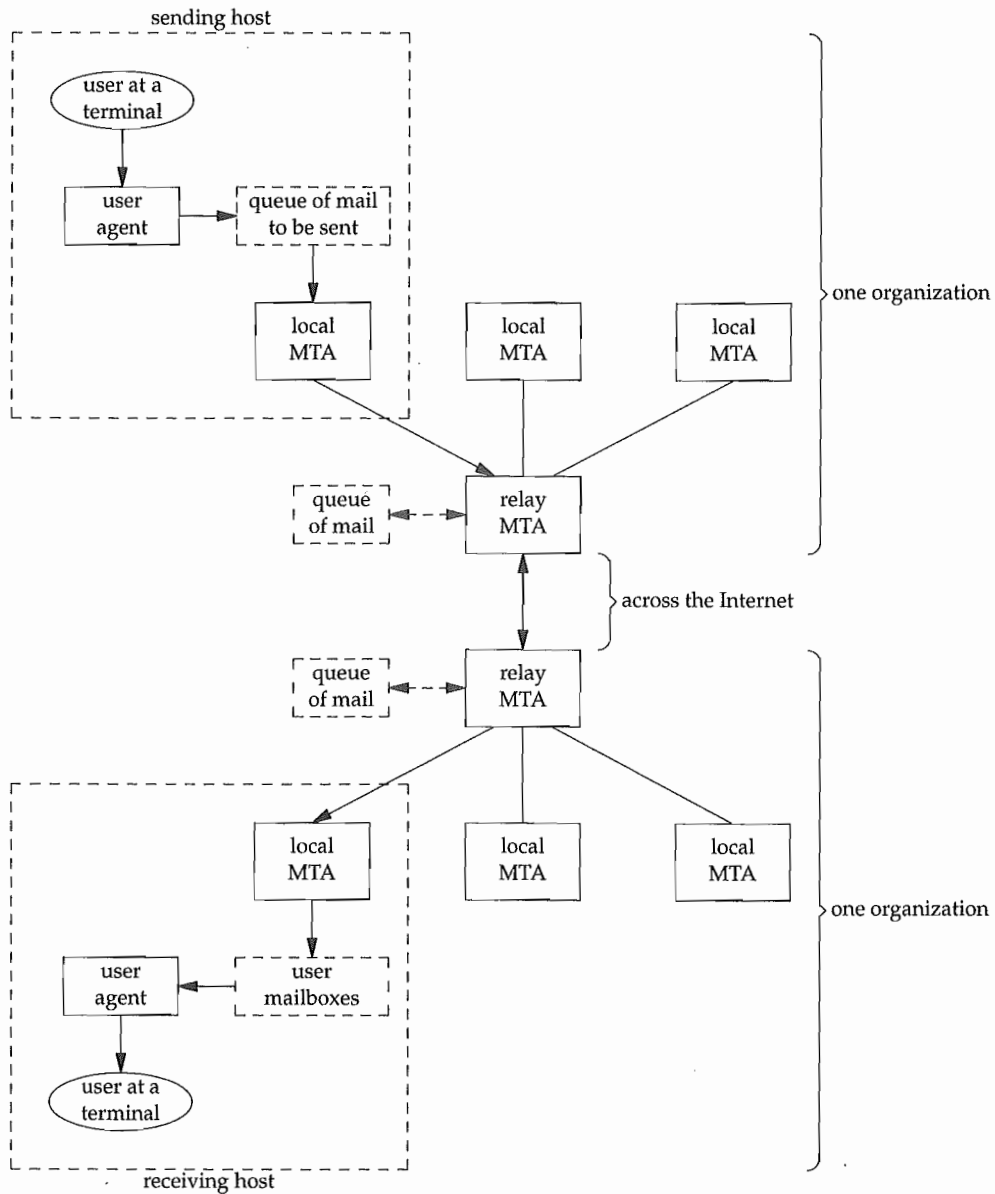 sending host
user at a
terminal
user
agent
queue of mail
to be sent
local
MTA
local
MTA
local
MTA
one organization
queue
of mail
relay
MTA
across the Internet
queue
of mail
relay
MTA
local
MTA
local
MTA
local
MTA
one organization
user
agent
user
mailboxes
user at a
terminal
receiving host